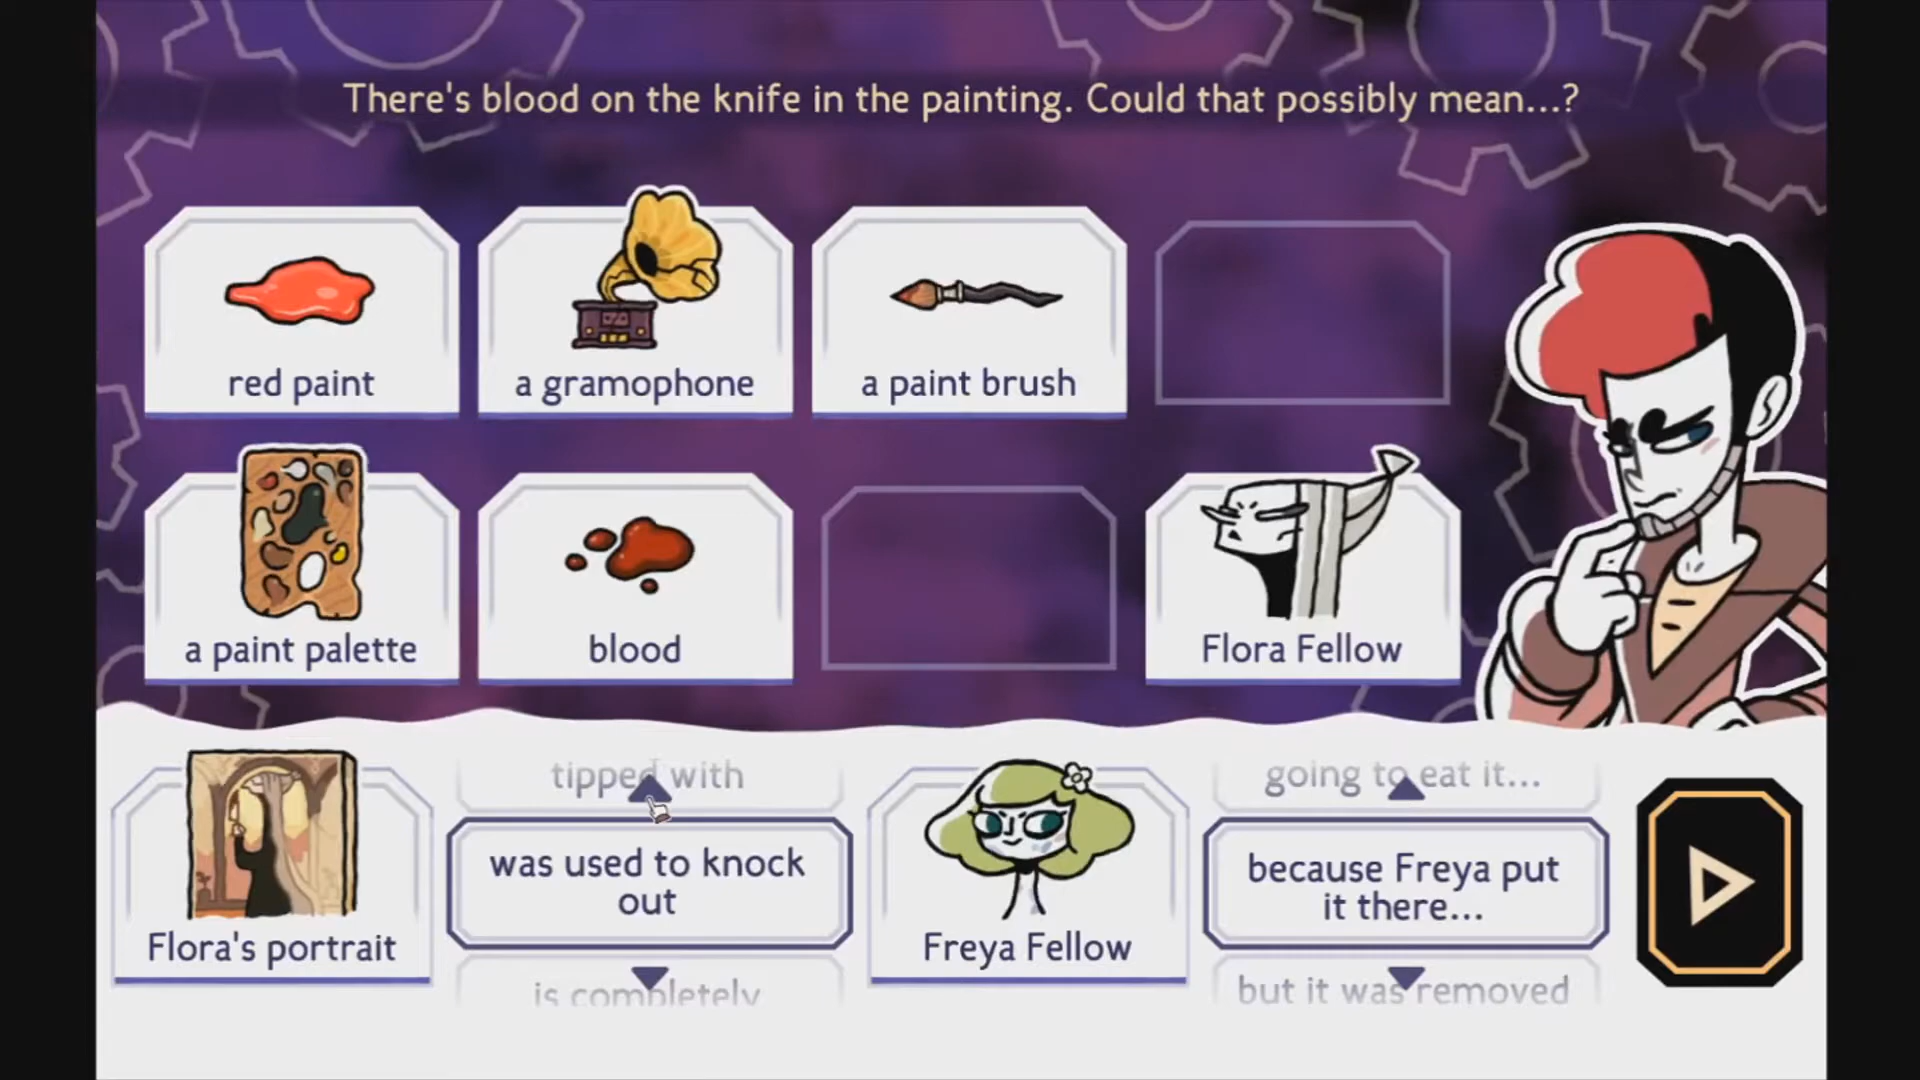 There's blood on the knife in the painting. Could that possibly mean...?
red paint
a gramophone
a paint brush
a paint palette
blood
Flora Fellow
Flora's portrait
tipped with
was used to knock
out
is completely
Freya Fellow
going to eat it...
because Freya put
it there...
but it was removed